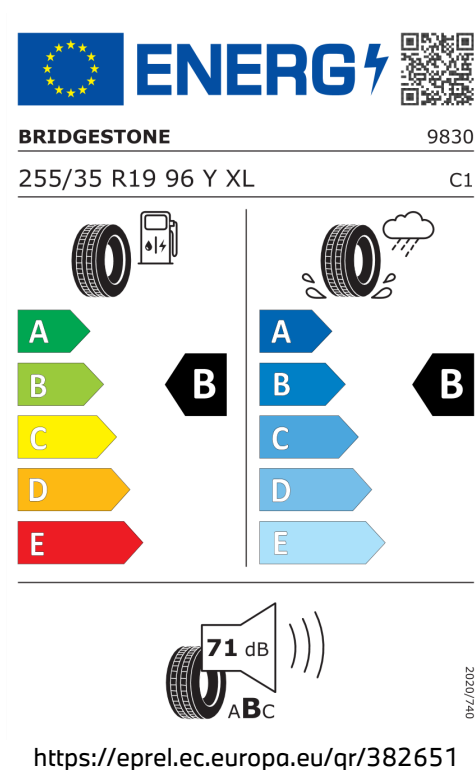 ENERG
BRIDGESTONE 9830
255/35 R19 96 Y XL C1
A A
B B B B
C C
D D
E E
71 dB
ABC
2020/740
https://eprel.ec.europa.eu/qr/382651